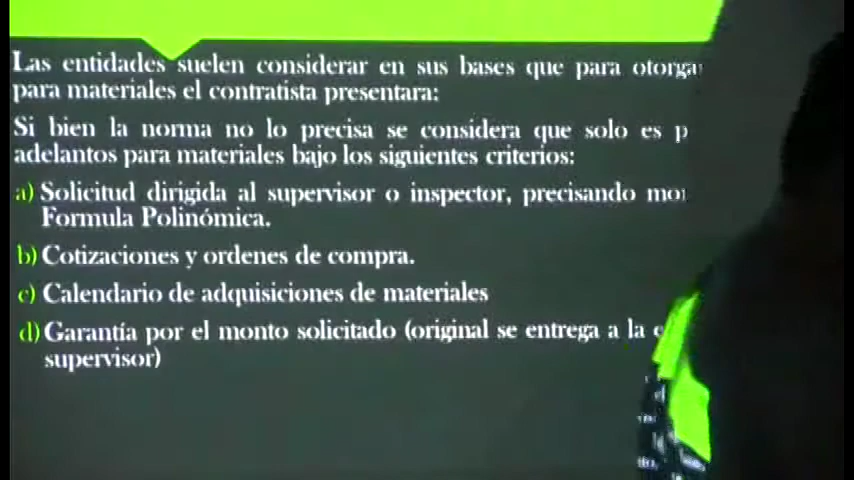 Las entidades suelen considerar en sus bases que para
para materiales el contratista presentara:
Si bien la norma no lo precisa se considera que solo es
adelantos para materiales bajo los siguientes criterios:
a) Solicitud dirigida al supervisor o inspector, precisando
Formula Polinómica.
b) Cotizaciones y ordenes de compra.
c) Calendario de adquisiciones de materiales
d) Garantía por el monto solicitado (original se entrega a la
supervisor)